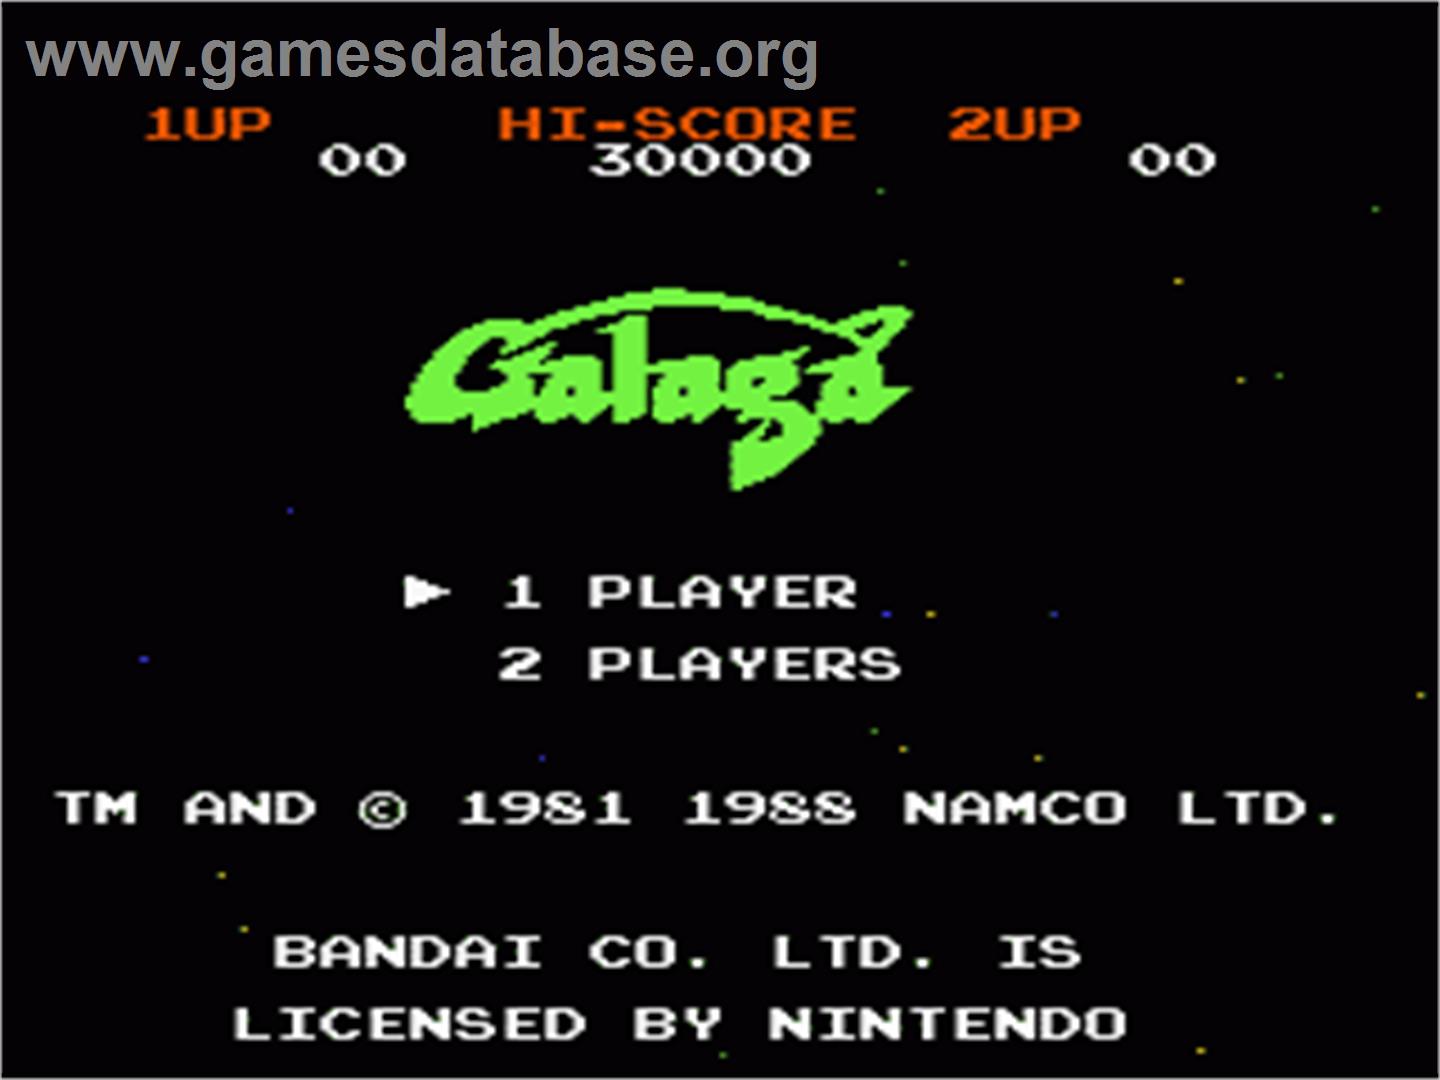 www.gamesdatabase.org
1UP HI-SCORE 2UP
00 30000 00
Galaga
1 PLAYER
2 PLAYERS
TM AND © 1981 1988 NAMCO LTD.
BANDAI CO. LTD. IS
LICENSED BY NINTENDO